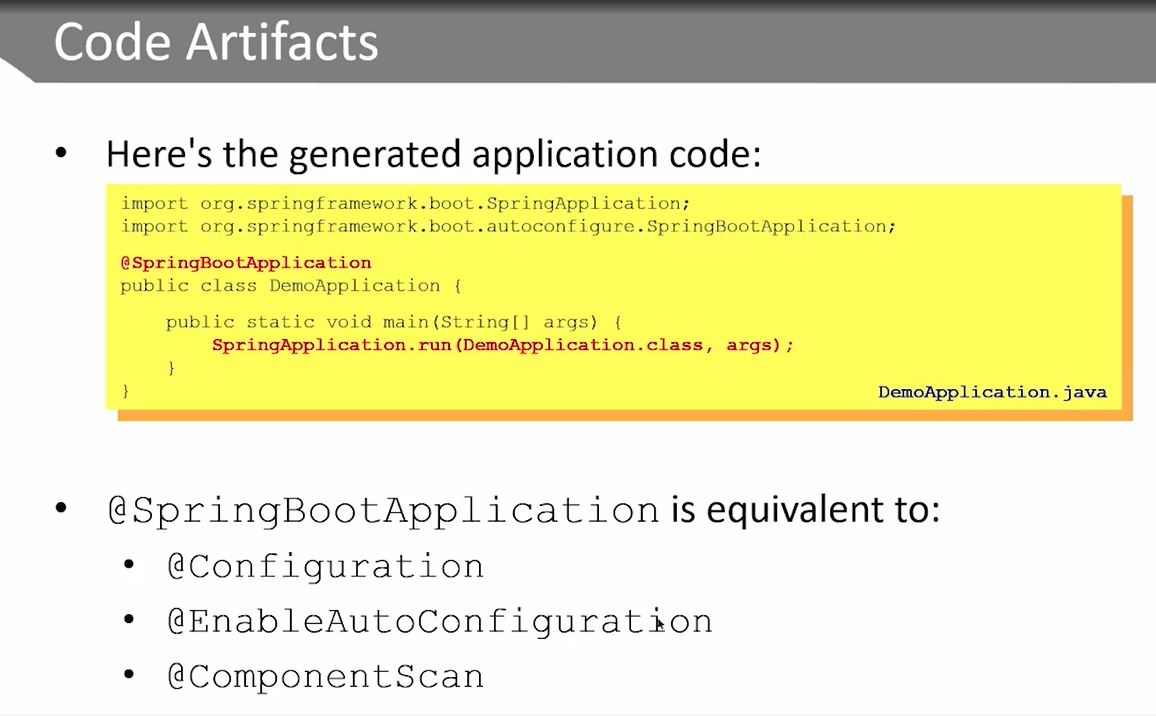 Code Artifacts
• Here's the generated application code:
import org.springframework.boot.SpringApplication;
import org.springframework.boot.autoconfigure.SpringBootApplication;
@SpringBootApplication
public class DemoApplication {
public static void main(String[] args) {
SpringApplication.run(DemoApplication.class, args);
}
}
DemoApplication.java
• @SpringBootApplication is equivalent to:
• @Configuration
• @EnableAutoConfiguration
• @ComponentScan